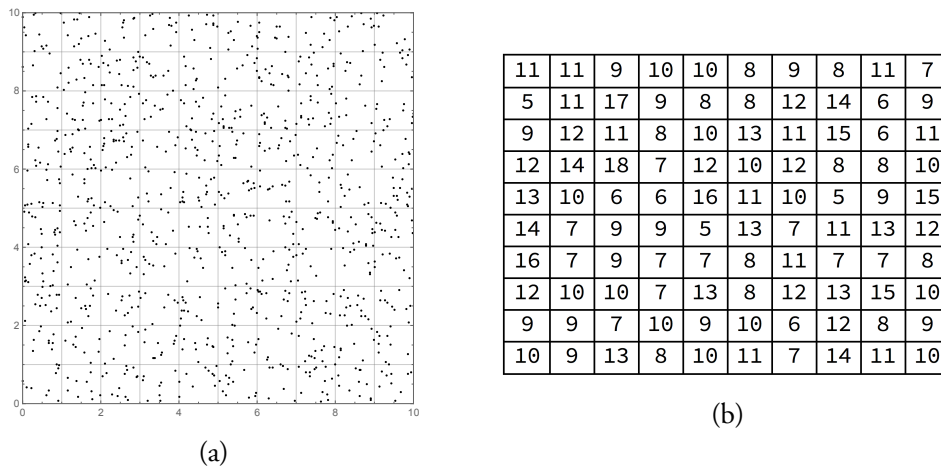 10
8
6
4
2
0
0 2 4 6 8 10
(a)
11 11 9 10 10 8 9 8 11 7
5 11 17 9 8 8 12 14 6 9
9 12 11 8 10 13 11 15 6 11
12 14 18 7 12 10 12 8 8 10
13 10 6 6 16 11 10 5 9 15
14 7 9 9 5 13 7 11 13 12
16 7 9 7 7 8 11 7 7 8
12 10 10 7 13 8 12 13 15 10
9 9 7 10 9 10 6 12 8 9
10 9 13 8 10 11 7 14 11 10
(b)